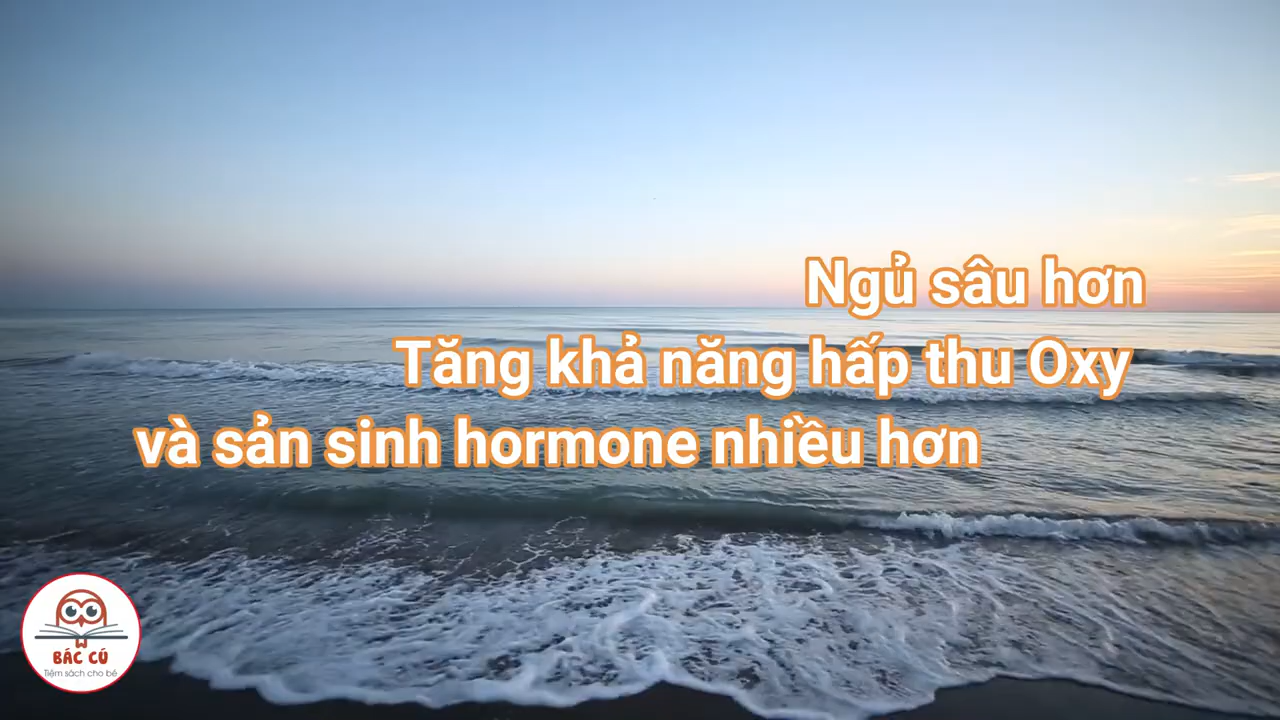 Ngủ sâu hơn
Tăng khả năng hấp thu Oxy
và sản sinh hormone nhiều hơn
BÁC CÚ
Tiệm sách cho bé